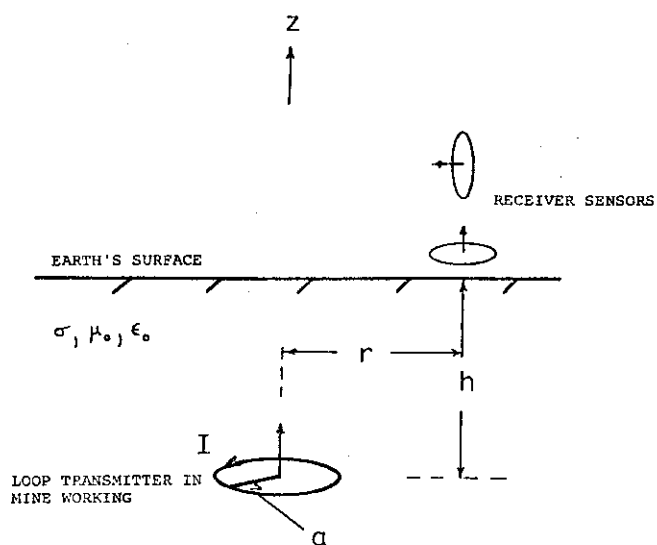 Z
RECEIVER SENSORS
EARTH'S SURFACE
σ, μ₀, ϵ₀
r
h
I
LOOP TRANSMITTER IN
MINE WORKING
a